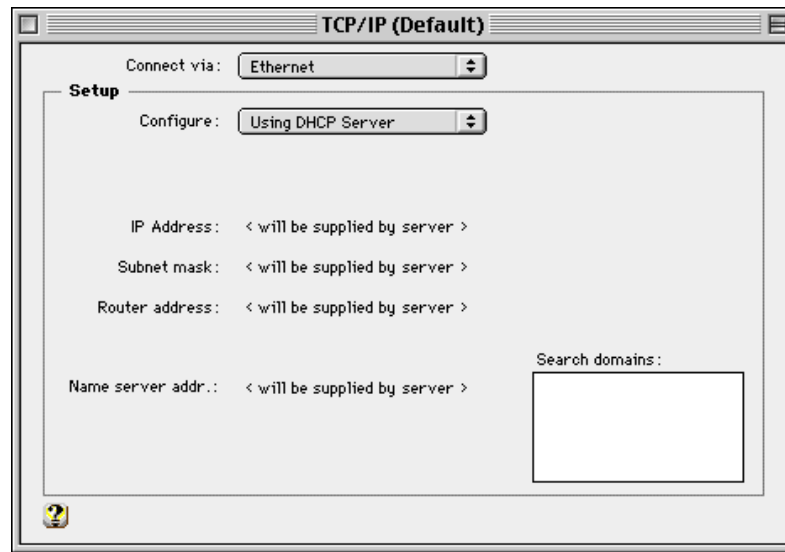 TCP/IP (Default)
Connect via: Ethernet
Setup
Configure: Using DHCP Server
IP Address: < will be supplied by server >
Subnet mask: < will be supplied by server >
Router address: < will be supplied by server >
Search domains:
Name server addr.: < will be supplied by server >
?